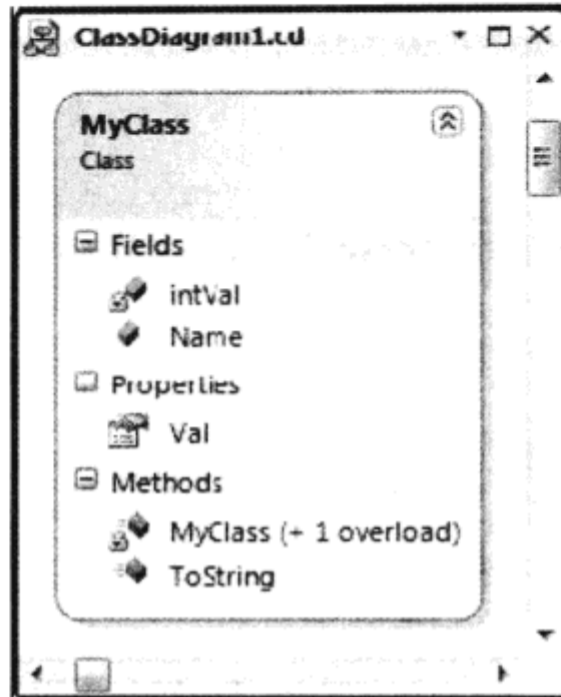 ClassDiagram1.cd
MyClass
Class
Fields
intVal
Name
Properties
Val
Methods
MyClass (+ 1 overload)
ToString